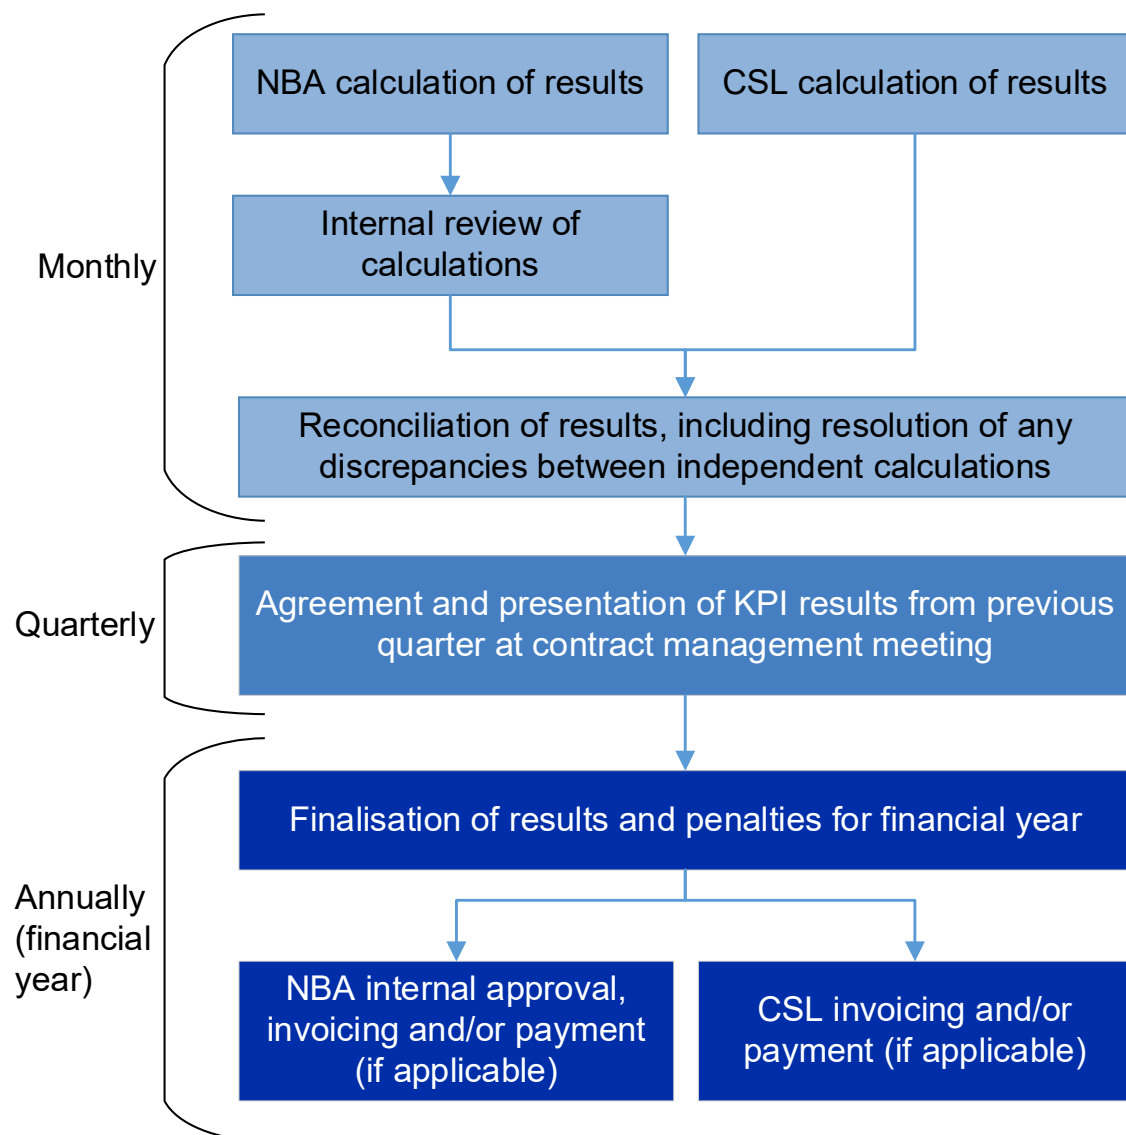 NBA calculation of results
CSL calculation of results
Internal review of
calculations
Monthly
Reconciliation of results, including resolution of any
discrepancies between independent calculations
Agreement and presentation of KPI results from previous
quarter at contract management meeting
Quarterly
Finalisation of results and penalties for financial year
Annually
(financial
year)
NBA internal approval,
invoicing and/or payment
(if applicable)
CSL invoicing and/or
payment (if applicable)